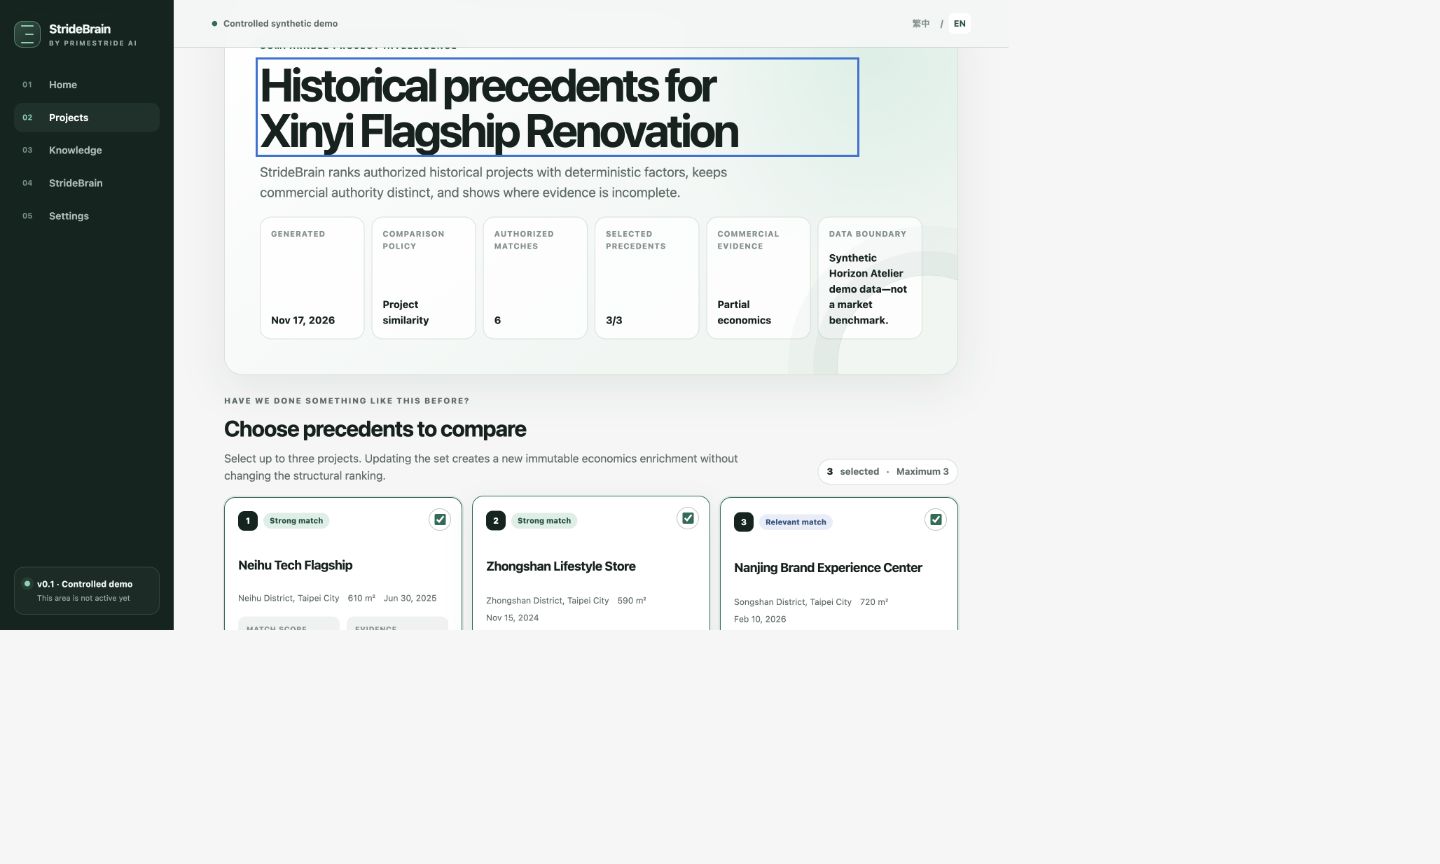 StrideBrain
BY PRIMESTRIDE AI
01 Home
02 Projects
03 Knowledge
04 StrideBrain
05 Settings
v0.1 · Controlled demo
This area is not active yet
Controlled synthetic demo
繁中 / EN
Historical precedents for
Xinyi Flagship Renovation
StrideBrain ranks authorized historical projects with deterministic factors, keeps
commercial authority distinct, and shows where evidence is incomplete.
GENERATED
Nov 17, 2026
COMPARISON
POLICY
Project
similarity
AUTHORIZED
MATCHES
6
SELECTED
PRECEDENTS
3/3
COMMERCIAL
EVIDENCE
Partial
economics
DATA BOUNDARY
Synthetic
Horizon Atelier
demo data—not
a market
benchmark.
HAVE WE DONE SOMETHING LIKE THIS BEFORE?
Choose precedents to compare
Select up to three projects. Updating the set creates a new immutable economics enrichment without
changing the structural ranking.
3 selected · Maximum 3
1 Strong match
Neihu Tech Flagship
Neihu District, Taipei City 610 m² Jun 30, 2025
MATCH SCORE EVIDENCE
2 Strong match
Zhongshan Lifestyle Store
Zhongshan District, Taipei City 590 m²
Nov 15, 2024
3 Relevant match
Nanjing Brand Experience Center
Songshan District, Taipei City 720 m²
Feb 10, 2026